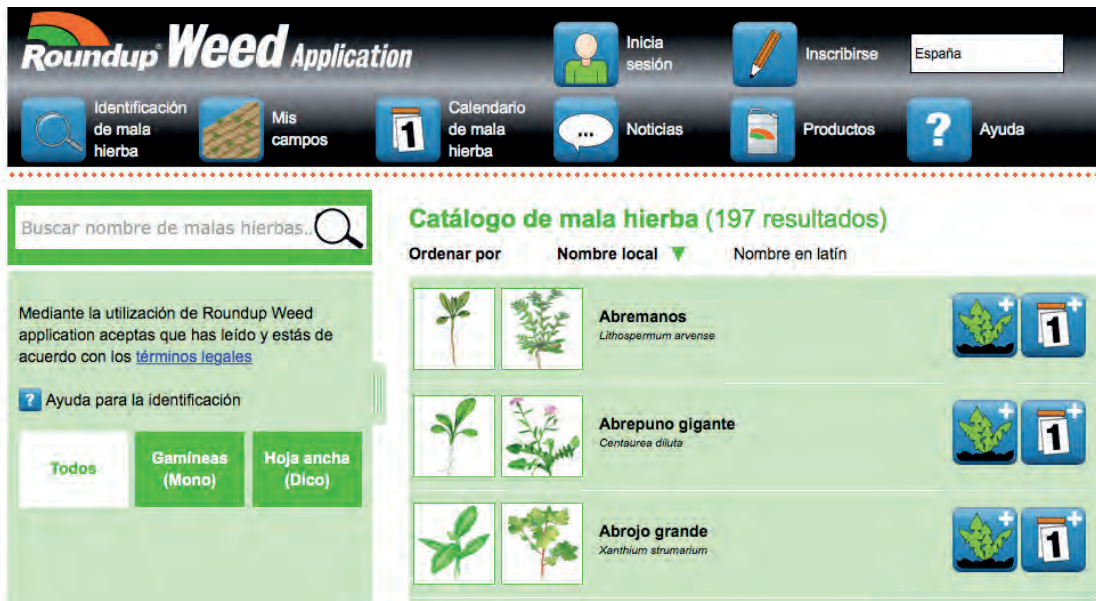 Roundup® Weed Application
Inicia
sesión
Inscribirse
España
Identificación
de mala
hierba
Mis
campos
1
Calendario
de mala
hierba
...
Noticias
Productos
?
Ayuda
Buscar nombre de malas hierbas..
Mediante la utilización de Roundup Weed
application aceptas que has leído y estás de
acuerdo con los términos legales
? Ayuda para la identificación
Todos
Gamíneas
(Mono)
Hoja ancha
(Dico)
Catálogo de mala hierba (197 resultados)
Ordenar por Nombre local ▼ Nombre en latín
Abremanos
Lithospermum arvense
1
Abrepuno gigante
Centaurea diluta
1
Abrojo grande
Xanthium strumarium
1